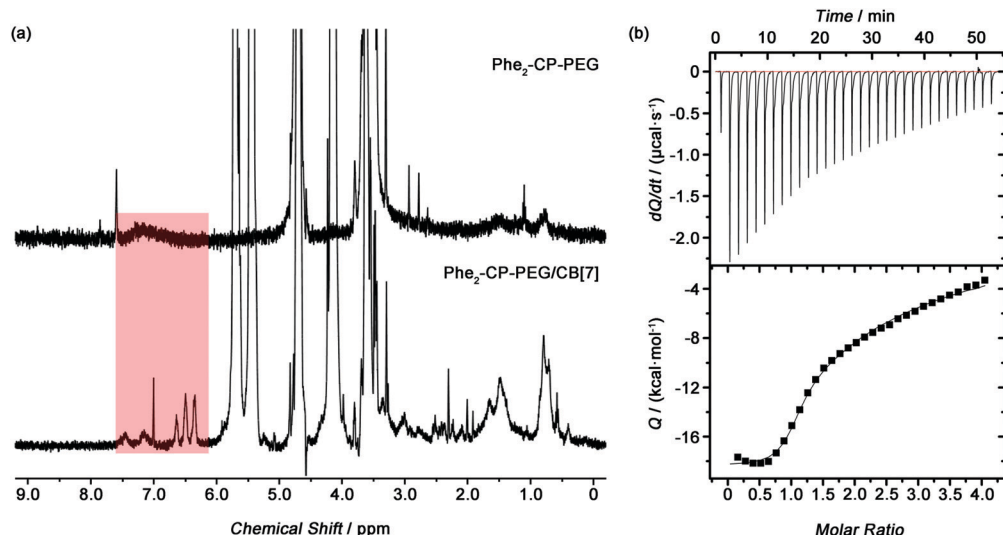 (a)
Phe₂-CP-PEG
Phe₂-CP-PEG/CB[7]
9.0 8.0 7.0 6.0 5.0 4.0 3.0 2.0 1.0 0
Chemical Shift / ppm
(b)
Time / min
0 10 20 30 40 50
0
-0.5
-1.0
-1.5
-2.0
dQ/dt / (µcal·s⁻¹)
-4
-8
-12
-16
Q / (kcal·mol⁻¹)
0 0.5 1.0 1.5 2.0 2.5 3.0 3.5 4.0
Molar Ratio